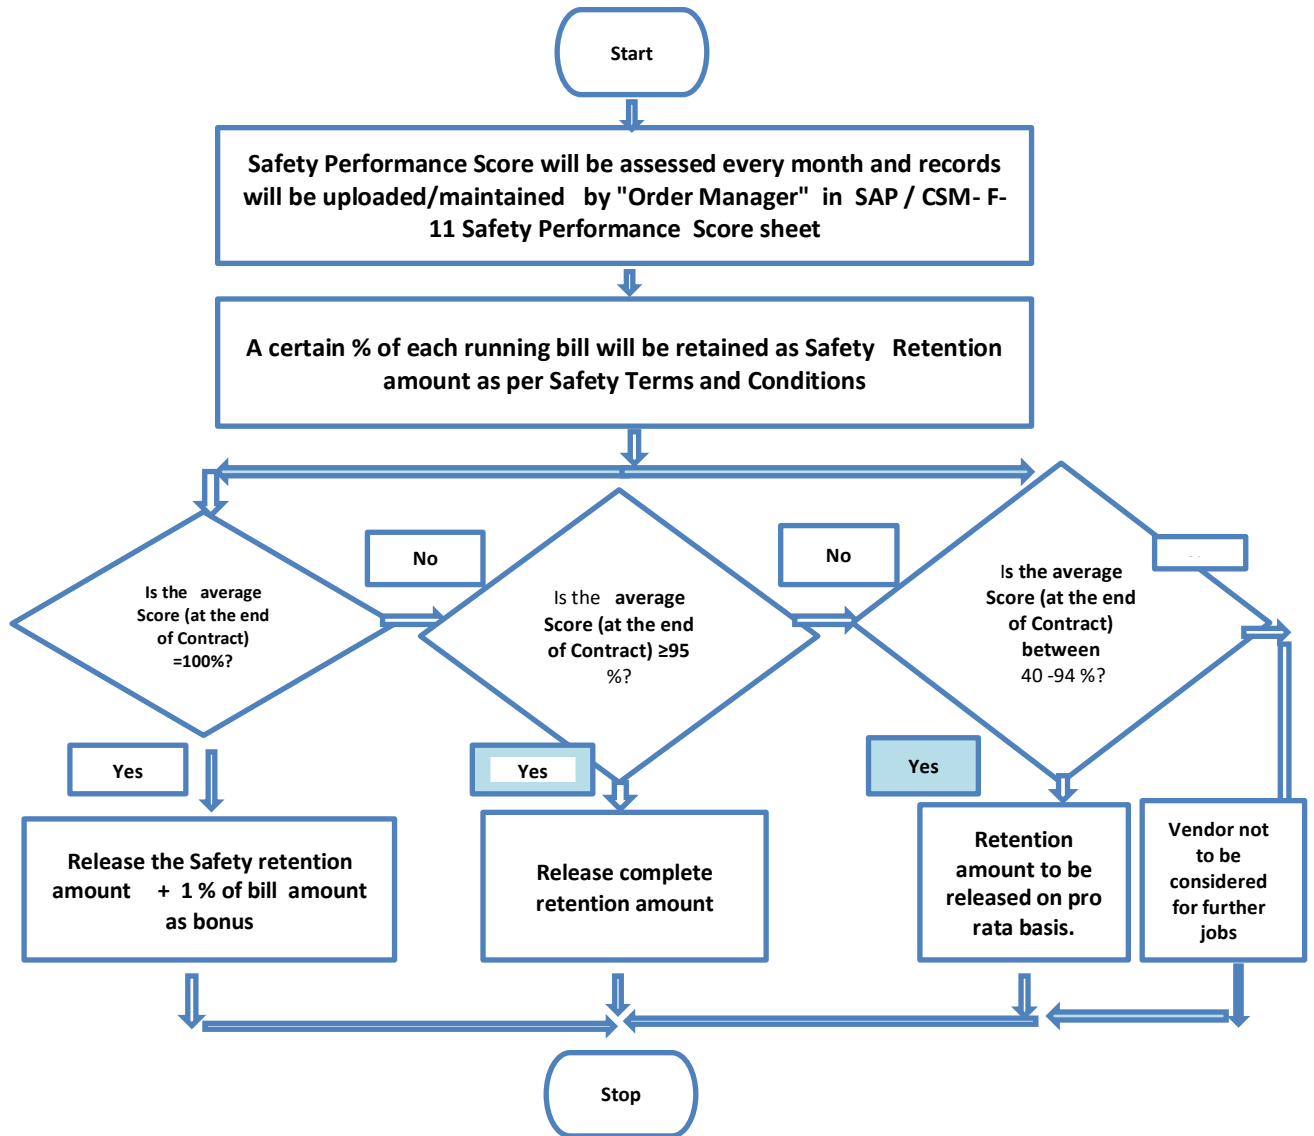 Start
Safety Performance Score will be assessed every month and records
will be uploaded/maintained by "Order Manager" in SAP / CSM- F-
11 Safety Performance Score sheet
A certain % of each running bill will be retained as Safety Retention
amount as per Safety Terms and Conditions
No
No
Is the average
Score (at the end
of Contract)
=100%?
Is the average
Score (at the end
of Contract) ≥95
%?
Is the average
Score (at the end
of Contract)
between
40 -94 %?
Yes
Yes
Yes
Release the Safety retention
amount + 1 % of bill amount
as bonus
Release complete
retention amount
Retention
amount to be
released on pro
rata basis.
Vendor not
to be
considered
for further
jobs
Stop